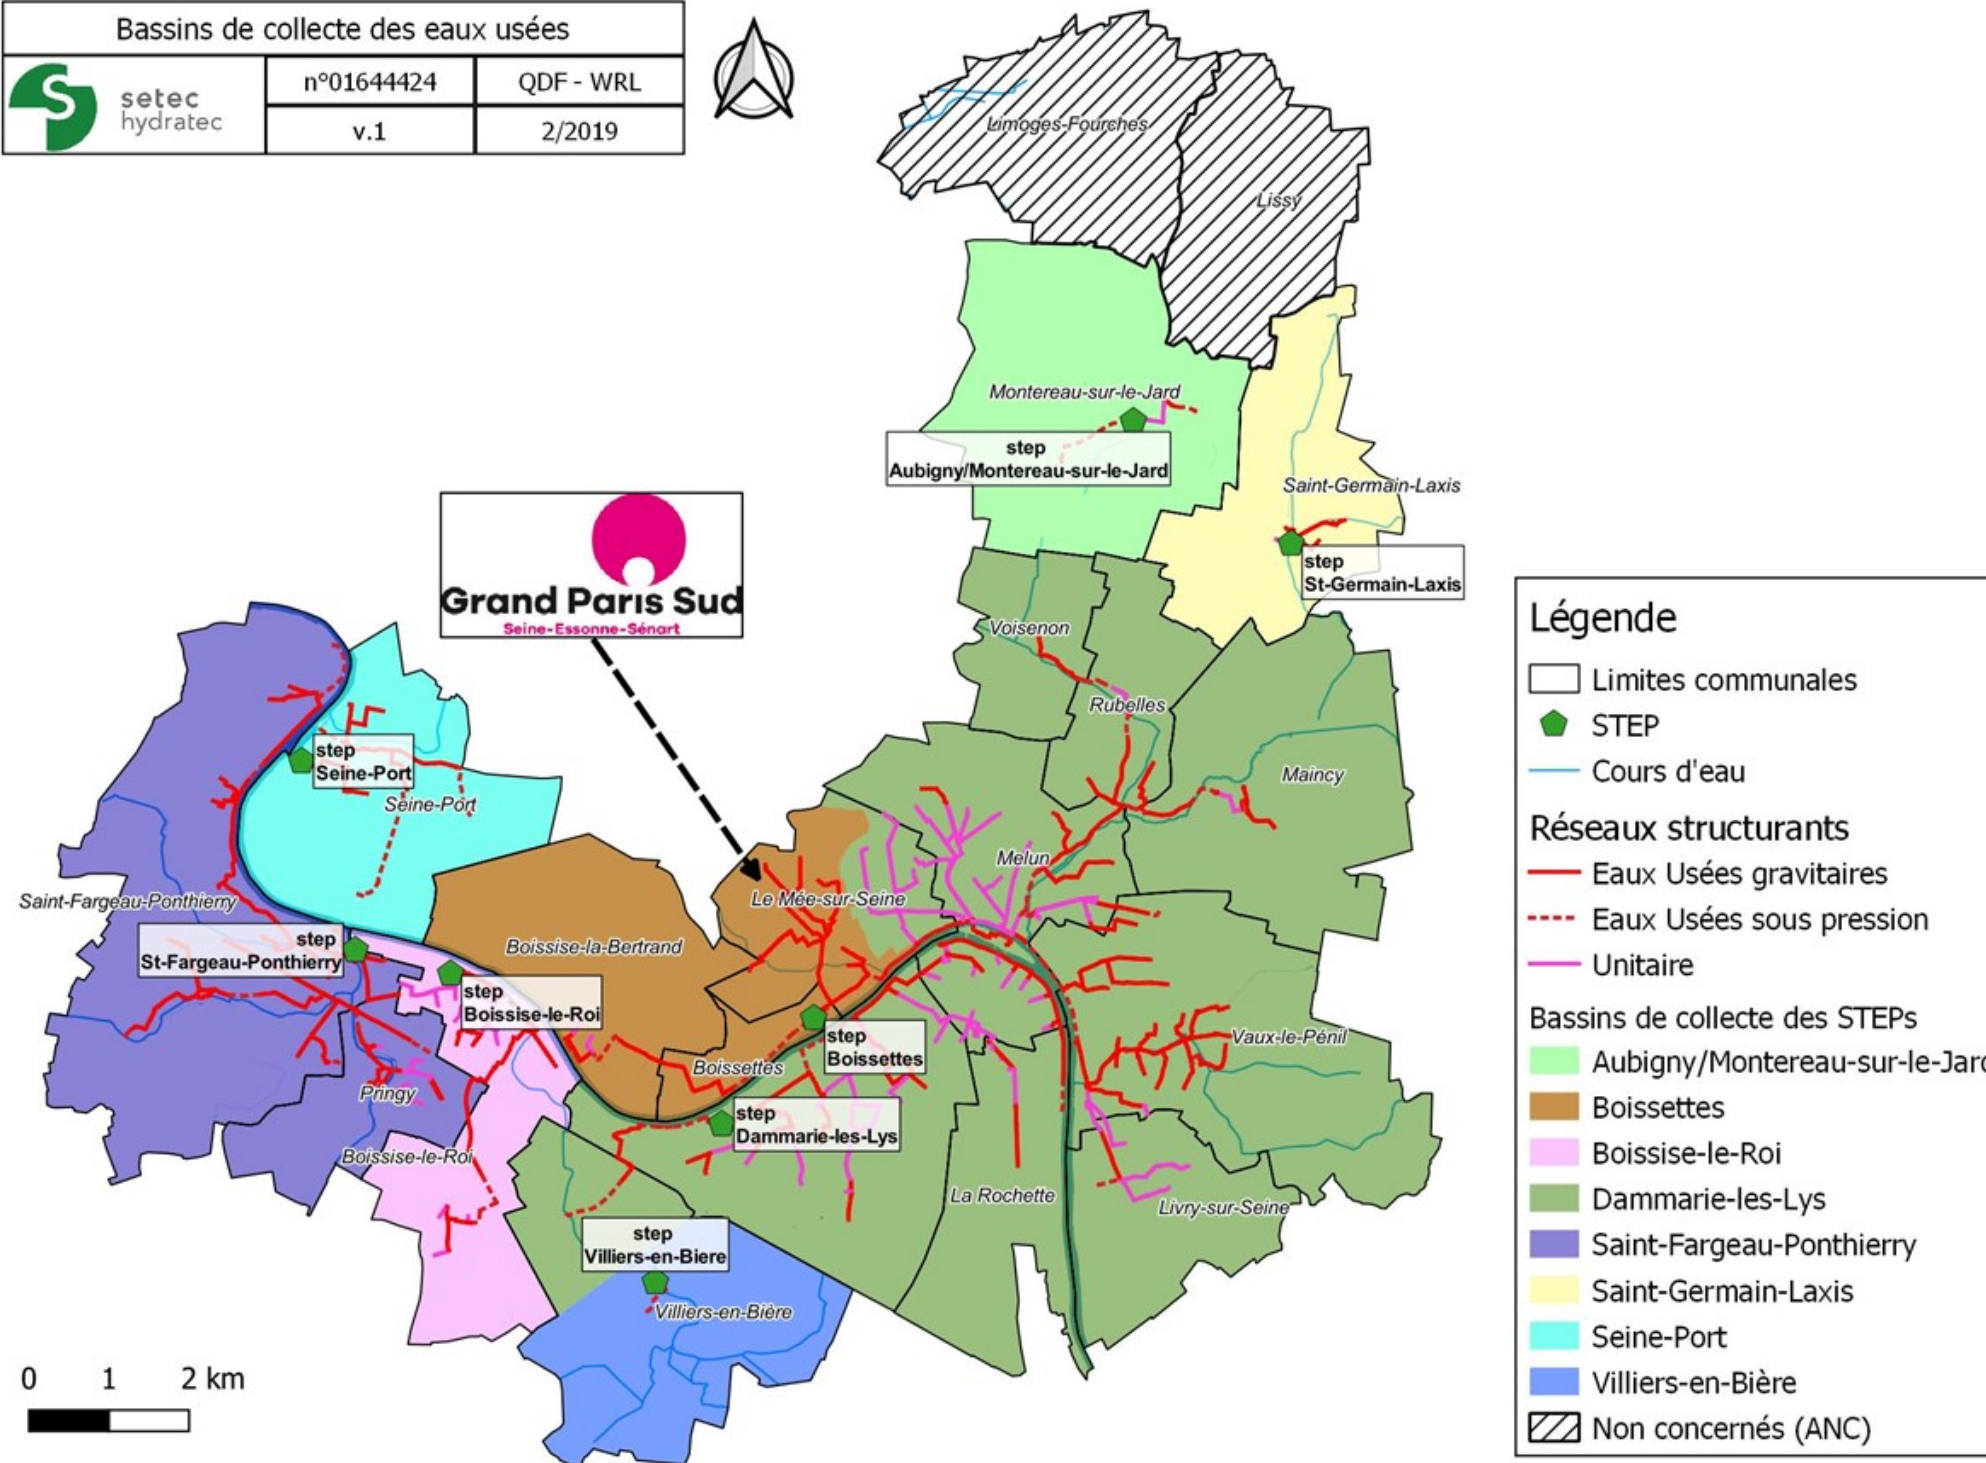 Bassins de collecte des eaux usées
setec
hydratec
n°01644424
QDF - WRL
v.1
2/2019
Limoges-Fourches
Lissy
Montereau-sur-le-Jard
step
Aubigny/Montereau-sur-le-Jard
Saint-Germain-Laxis
step
St-Germain-Laxis
Grand Paris Sud
Seine-Essonne-Sénart
Voisenon
Rubelles
Maincy
step
Seine-Port
Seine-Port
Melun
Le Mée-sur-Seine
Saint-Fargeau-Ponthierry
step
St-Fargeau-Ponthierry
Boissise-la-Bertrand
step
Boissise-le-Roi
step
Boissettes
Boissettes
Vaux-le-Pénil
Pringy
step
Dammarie-les-Lys
Boissise-le-Roi
La Rochette
Livry-sur-Seine
step
Villiers-en-Biere
Villiers-en-Bière
0 1 2 km
Légende
Limites communales
STEP
Cours d'eau
Réseaux structurants
Eaux Usées gravitaires
Eaux Usées sous pression
Unitaire
Bassins de collecte des STEPs
Aubigny/Montereau-sur-le-Jard
Boissettes
Boissise-le-Roi
Dammarie-les-Lys
Saint-Fargeau-Ponthierry
Saint-Germain-Laxis
Seine-Port
Villiers-en-Bière
Non concernés (ANC)